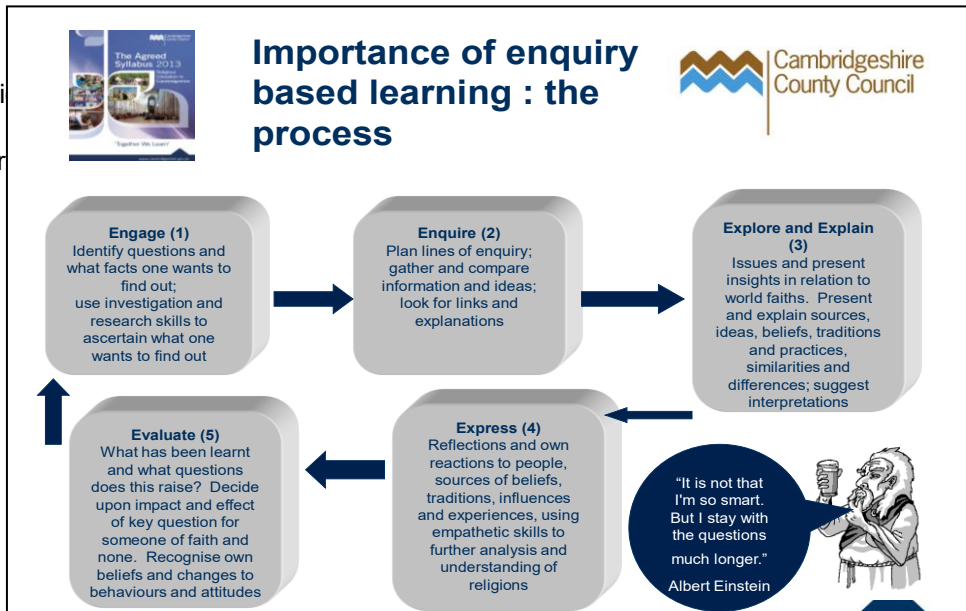 Importance of enquiry
based learning : the
process
Cambridgeshire
County Council
The Agreed
Syllabus 2013
"Together We Learn"
Engage (1)
Identify questions and
what facts one wants to
find out;
use investigation and
research skills to
ascertain what one
wants to find out
Enquire (2)
Plan lines of enquiry;
gather and compare
information and ideas;
look for links and
explanations
Explore and Explain
(3)
Issues and present
insights in relation to
world faiths. Present
and explain sources,
ideas, beliefs, traditions
and practices,
similarities and
differences; suggest
interpretations
Express (4)
Reflections and own
reactions to people,
sources of beliefs,
traditions, influences
and experiences, using
empathetic skills to
further analysis and
understanding of
religions
Evaluate (5)
What has been learnt
and what questions
does this raise? Decide
upon impact and effect
of key question for
someone of faith and
none. Recognise own
beliefs and changes to
behaviours and attitudes
“It is not that
I'm so smart.
But I stay with
the questions
much longer.”
Albert Einstein